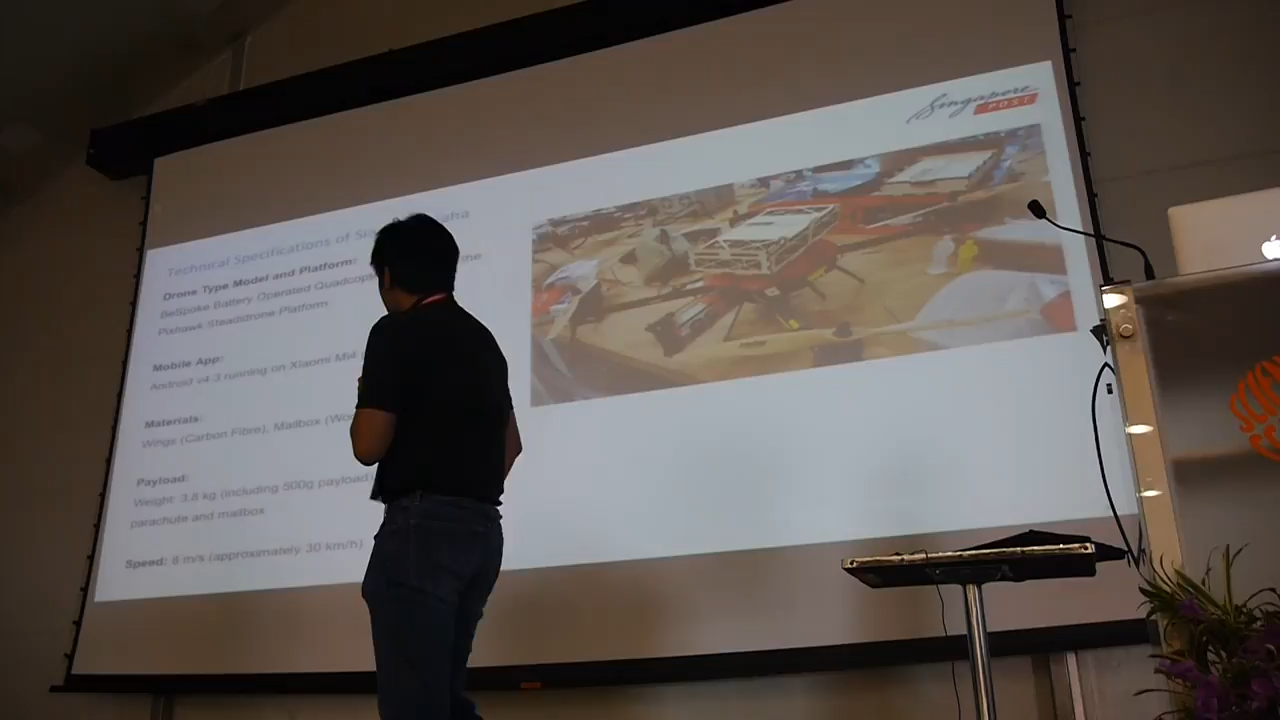 Singapore
POST
Technical Specifications of
Drone Type Model and Platform:
BeSpoke Battery Operated the
Pixhawk Steadidrone Platform
Mobile App:
Android v4.3 running on Xiaomi Mi4
Materials:
Wings (Carbon Fibre), Mailbox
Payload:
Weight: 3.8 kg (including 500g payload)
parachute and mailbox
Speed: 8 m/s (approximately 30 km/h)